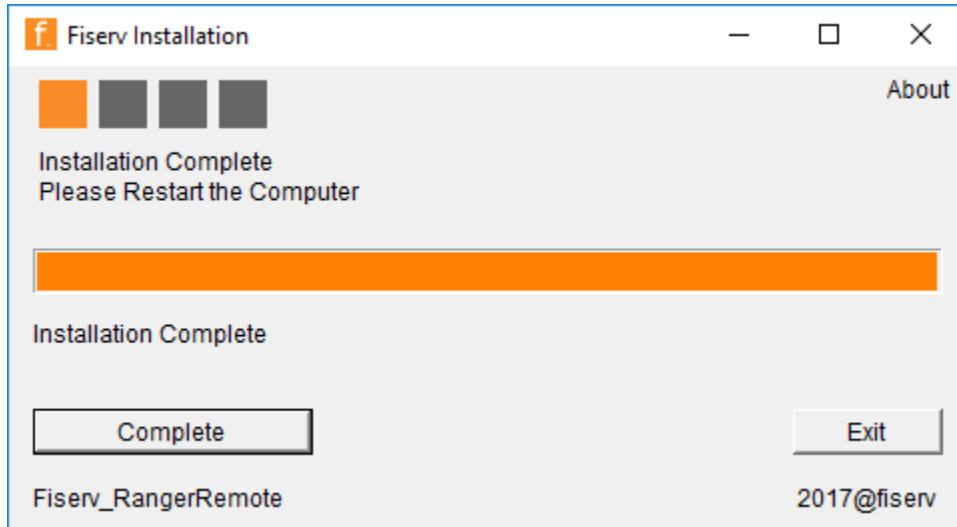 f.
Fiserv Installation
About
Installation Complete
Please Restart the Computer
Installation Complete
Complete
Exit
Fiserv_RangerRemote
2017@fiserv